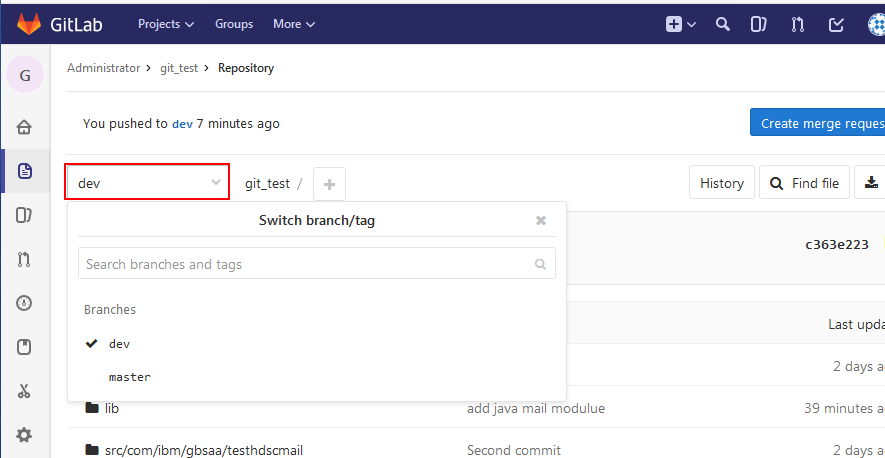 GitLab Projects Groups More
G Administrator > git_test > Repository
You pushed to dev 7 minutes ago Create merge reques
dev git_test / + History Find file
Switch branch/tag
Search branches and tags
c363e223
Branches
Last upda
dev
master
2 days a
lib add java mail modulue 39 minutes a
src/com/ibm/gbsaa/testhdscmail Second commit 2 days a